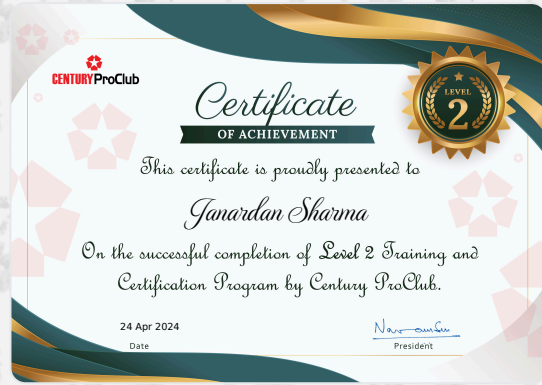 CENTURY ProClub
Certificate
OF ACHIEVEMENT
LEVEL
2
This certificate is proudly presented to
Janardan Sharma
On the successful completion of Level 2 Training and
Certification Program by Century ProClub.
24 Apr 2024
Date
President